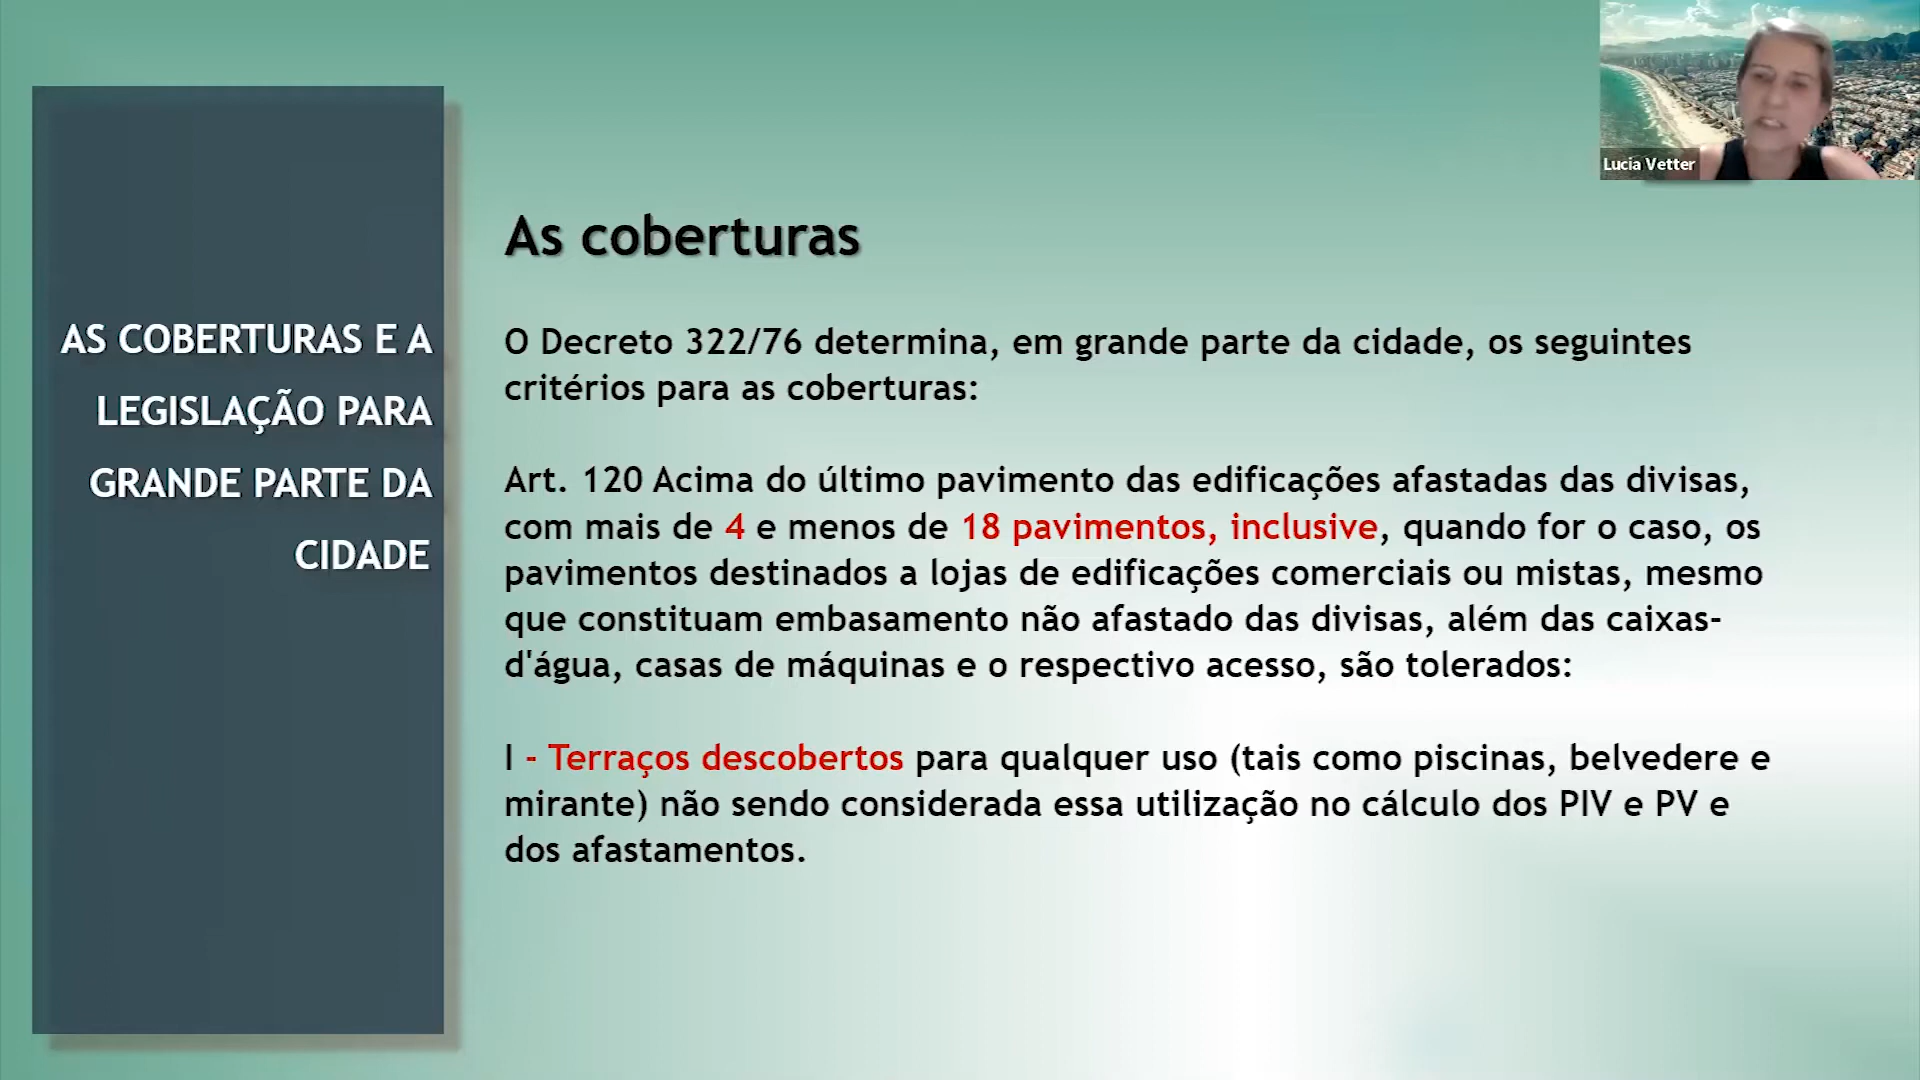 Lucia Vetter
AS COBERTURAS E A
LEGISLAÇÃO PARA
GRANDE PARTE DA
CIDADE
As coberturas
O Decreto 322/76 determina, em grande parte da cidade, os seguintes
critérios para as coberturas:
Art. 120 Acima do último pavimento das edificações afastadas das divisas,
com mais de 4 e menos de 18 pavimentos, inclusive, quando for o caso, os
pavimentos destinados a lojas de edificações comerciais ou mistas, mesmo
que constituam embasamento não afastado das divisas, além das caixas-
d'água, casas de máquinas e o respectivo acesso, são tolerados:
I - Terraços descobertos para qualquer uso (tais como piscinas, belvedere e
mirante) não sendo considerada essa utilização no cálculo dos PIV e PV e
dos afastamentos.